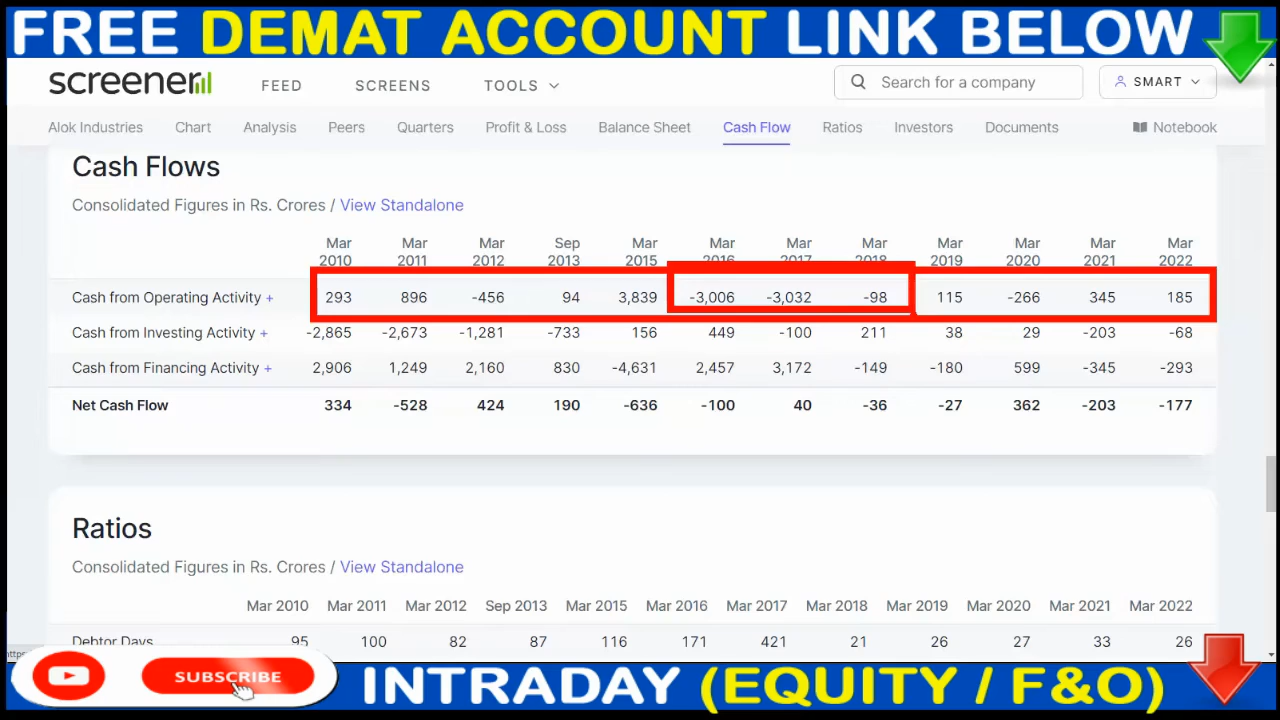 FREE DEMAT ACCOUNT LINK BELOW
screener FEED SCREENS TOOLS Search for a company SMART
Alok Industries Chart Analysis Peers Quarters Profit & Loss Balance Sheet Cash Flow Ratios Investors Documents Notebook
Cash Flows
Consolidated Figures in Rs. Crores / View Standalone
Mar Mar Mar Sep Mar Mar Mar Mar Mar Mar Mar Mar
2010 2011 2012 2013 2015 2016 2017 2018 2019 2020 2021 2022
Cash from Operating Activity + 293 896 -456 94 3,839 -3,006 -3,032 -98 115 -266 345 185
Cash from Investing Activity + -2,865 -2,673 -1,281 -733 156 449 -100 211 38 29 -203 -68
Cash from Financing Activity + 2,906 1,249 2,160 830 -4,631 2,457 3,172 -149 -180 599 -345 -293
Net Cash Flow 334 -528 424 190 -636 -100 40 -36 -27 362 -203 -177
Ratios
Consolidated Figures in Rs. Crores / View Standalone
Mar 2010 Mar 2011 Mar 2012 Sep 2013 Mar 2015 Mar 2016 Mar 2017 Mar 2018 Mar 2019 Mar 2020 Mar 2021 Mar 2022
Debtor Days 95 100 82 87 116 171 421 21 26 27 33 26
SUBSCRIBE
INTRADAY (EQUITY / F&O)